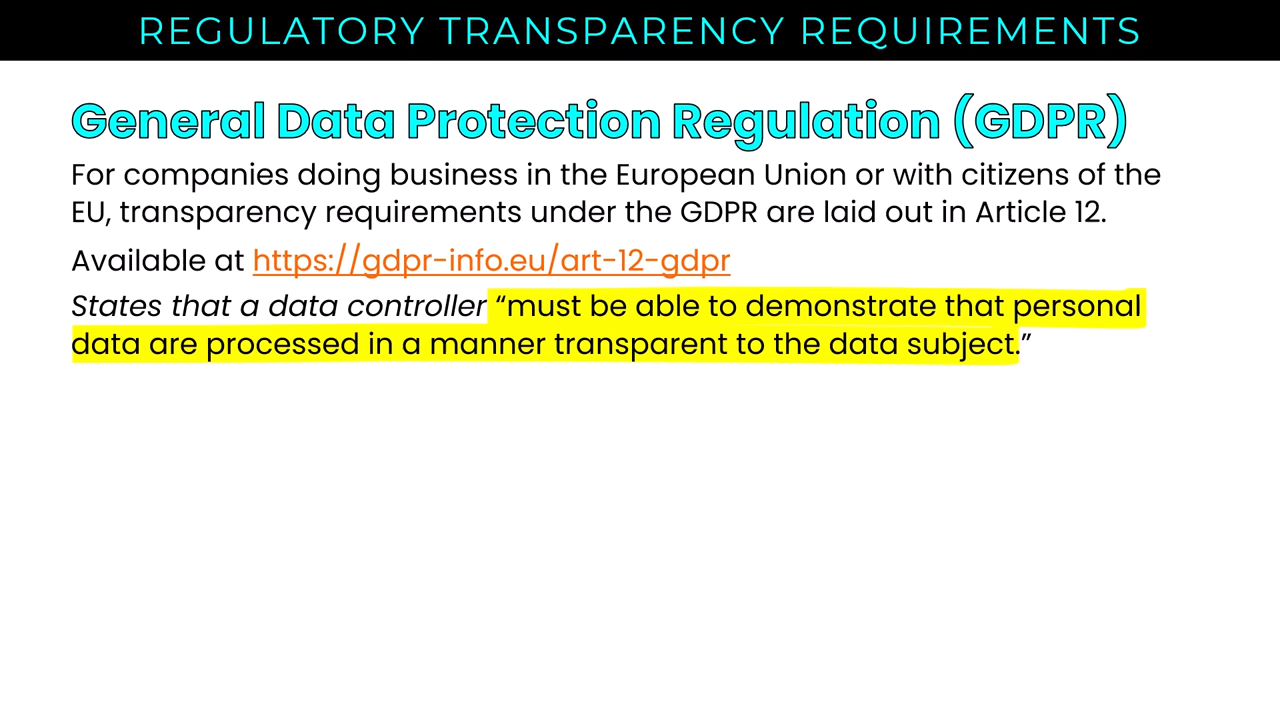 REGULATORY TRANSPARENCY REQUIREMENTS
General Data Protection Regulation (GDPR)
For companies doing business in the European Union or with citizens of the
EU, transparency requirements under the GDPR are laid out in Article 12.
Available at https://gdpr-info.eu/art-12-gdpr
States that a data controller “must be able to demonstrate that personal
data are processed in a manner transparent to the data subject.”